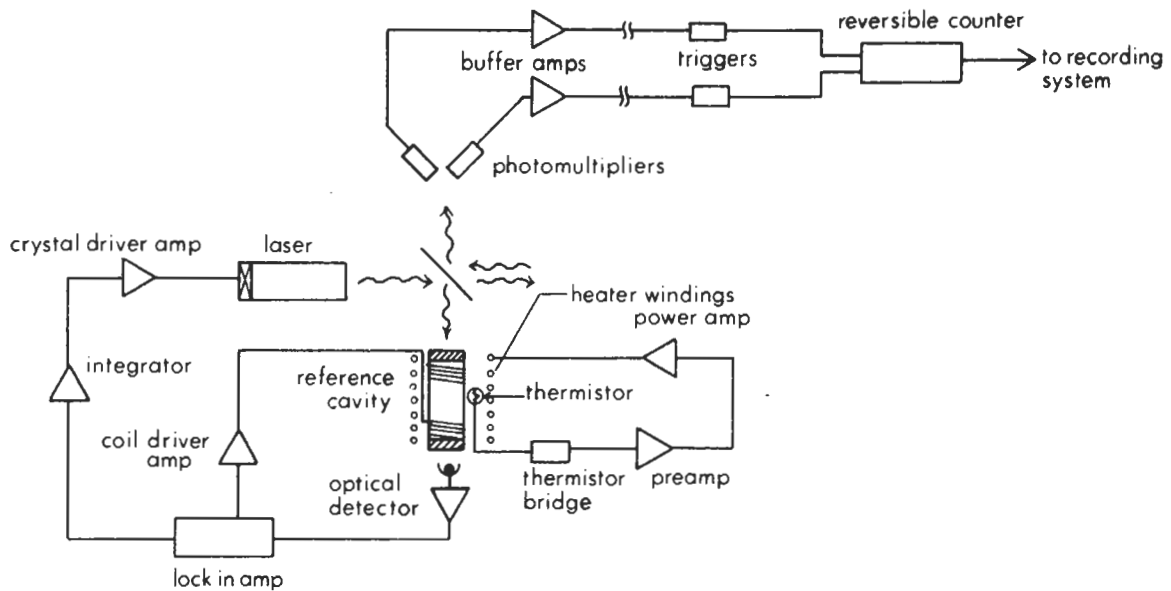 reversible counter
buffer amps
triggers
to recording
system
photomultipliers
crystal driver amp
laser
heater windings
power amp
integrator
reference
cavity
thermistor
coil driver
amp
optical
detector
thermistor
bridge
preamp
lock in amp